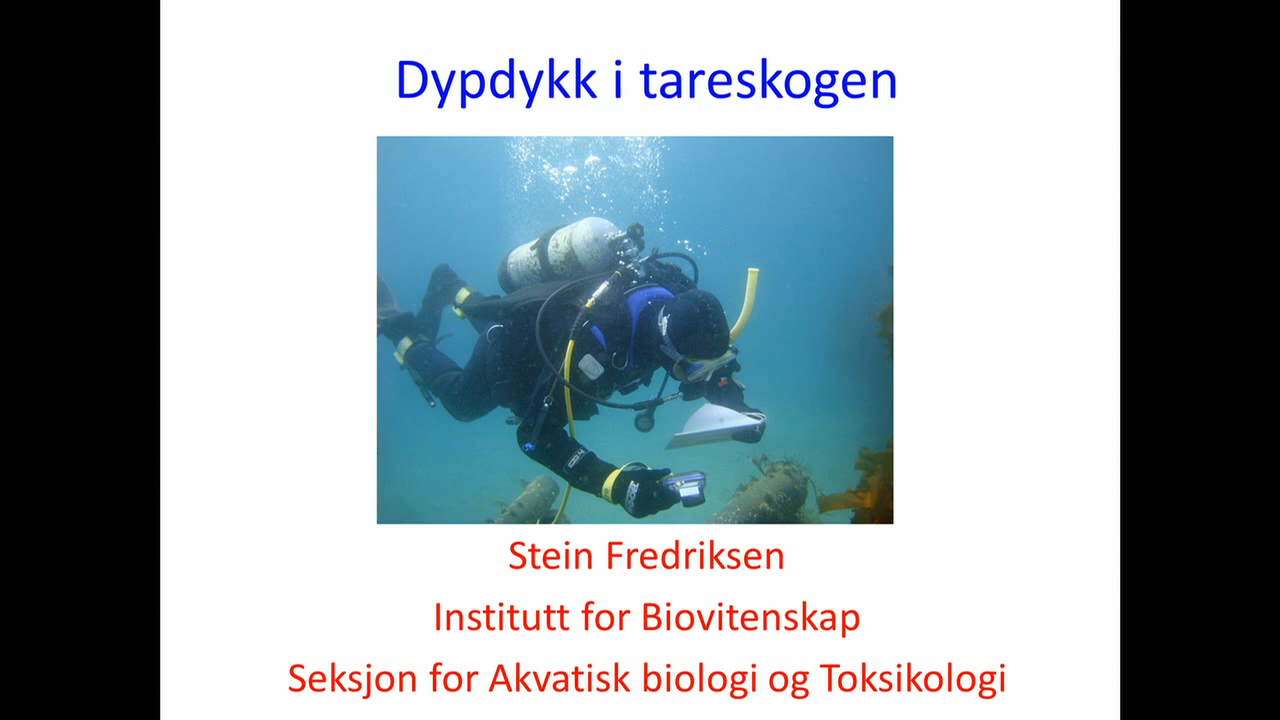 Dypdykk i tareskogen
Stein Fredriksen
Institutt for Biovitenskap
Seksjon for Akvatisk biologi og Toksikologi